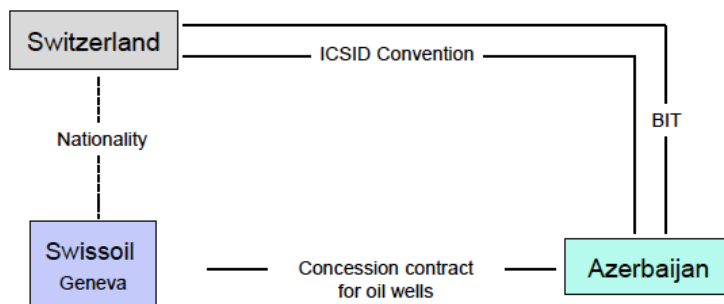 Switzerland
ICSID Convention
BIT
Nationality
Swissoil
Geneva
Concession contract
for oil wells
Azerbaijan